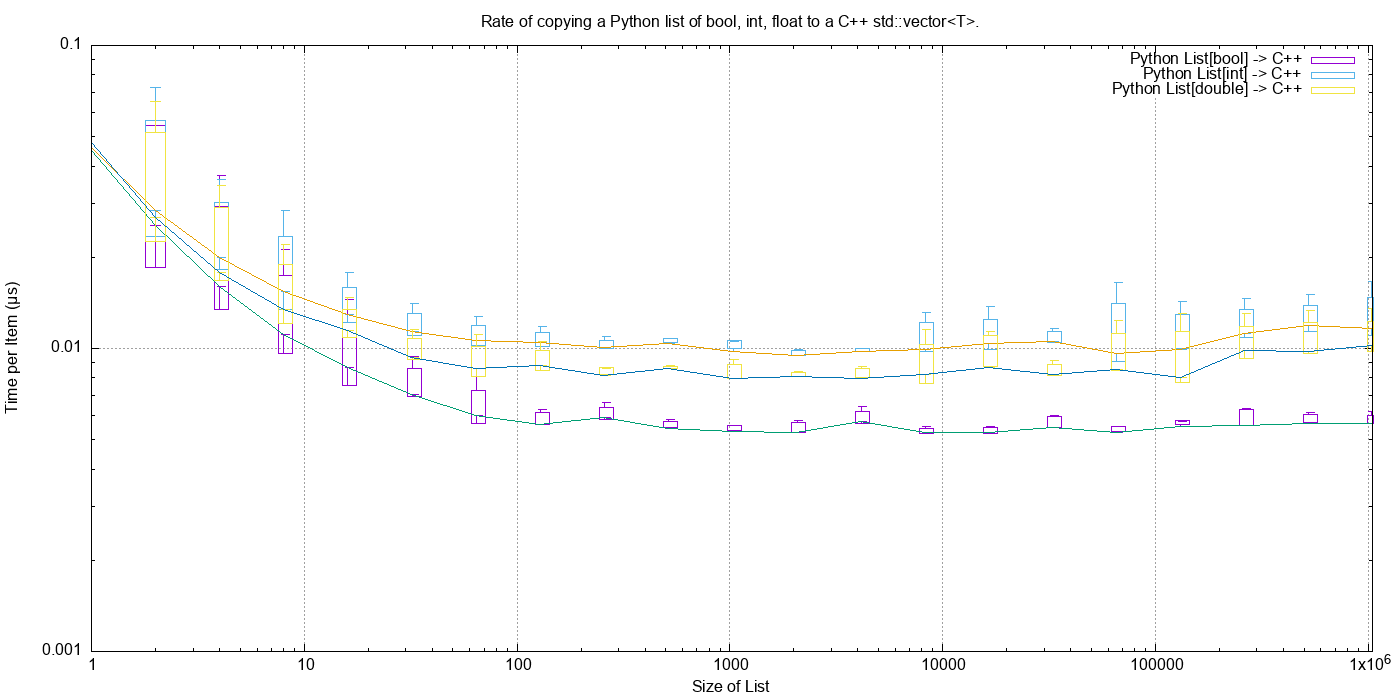 Rate of copying a Python list of bool, int, float to a C++ std::vector<T>.
0.1
Python List[bool] -> C++
Python List[int] -> C++
Python List[double] -> C++
Time per Item (µs)
0.01
0.001
1 10 100 1000 10000 100000 1x10⁶
Size of List